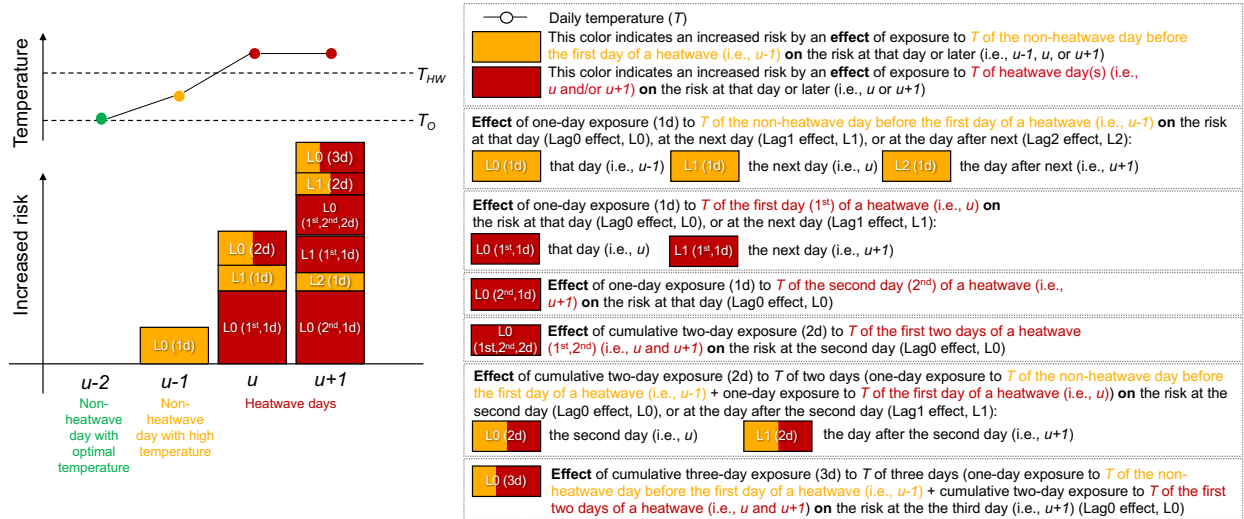 Temperature
T_HW
T_O
Increased risk
L0 (3d)
L1 (2d)
L0
(1st,2nd,2d)
L0 (2d)
L1 (1st,1d)
L1 (1d)
L2 (1d)
L0 (1d)
L0 (1st,1d)
L0 (2nd,1d)
u-2
u-1
u
u+1
Non-
heatwave
day with
optimal
temperature
Non-
heatwave
day with high
temperature
Heatwave days
Daily temperature (T)
This color indicates an increased risk by an effect of exposure to T of the non-heatwave day before
the first day of a heatwave (i.e., u-1) on the risk at that day or later (i.e., u-1, u, or u+1)
This color indicates an increased risk by an effect of exposure to T of heatwave day(s) (i.e.,
u and/or u+1) on the risk at that day or later (i.e., u or u+1)
Effect of one-day exposure (1d) to T of the non-heatwave day before the first day of a heatwave (i.e., u-1) on the risk
at that day (Lag0 effect, L0), at the next day (Lag1 effect, L1), or at the day after next (Lag2 effect, L2):
L0 (1d) that day (i.e., u-1) L1 (1d) the next day (i.e., u) L2 (1d) the day after next (i.e., u+1)
Effect of one-day exposure (1d) to T of the first day (1st) of a heatwave (i.e., u) on
the risk at that day (Lag0 effect, L0), or at the next day (Lag1 effect, L1):
L0 (1st,1d) that day (i.e., u) L1 (1st,1d) the next day (i.e., u+1)
L0 (2nd,1d)
Effect of one-day exposure (1d) to T of the second day (2nd) of a heatwave (i.e.,
u+1) on the risk at that day (Lag0 effect, L0)
L0
(1st,2nd,2d)
Effect of cumulative two-day exposure (2d) to T of the first two days of a heatwave
(1st,2nd) (i.e., u and u+1) on the risk at the second day (Lag0 effect, L0)
Effect of cumulative two-day exposure (2d) to T of two days (one-day exposure to T of the non-heatwave day before
the first day of a heatwave (i.e., u-1) + one-day exposure to T of the first day of a heatwave (i.e., u)) on the risk at the
second day (Lag0 effect, L0), or at the day after the second day (Lag1 effect, L1):
L0 (2d) the second day (i.e., u) L1 (2d) the day after the second day (i.e., u+1)
L0 (3d)
Effect of cumulative three-day exposure (3d) to T of three days (one-day exposure to T of the non-
heatwave day before the first day of a heatwave (i.e., u-1) + cumulative two-day exposure to T of the first
two days of a heatwave (i.e., u and u+1) on the risk at the the third day (i.e., u+1) (Lag0 effect, L0)